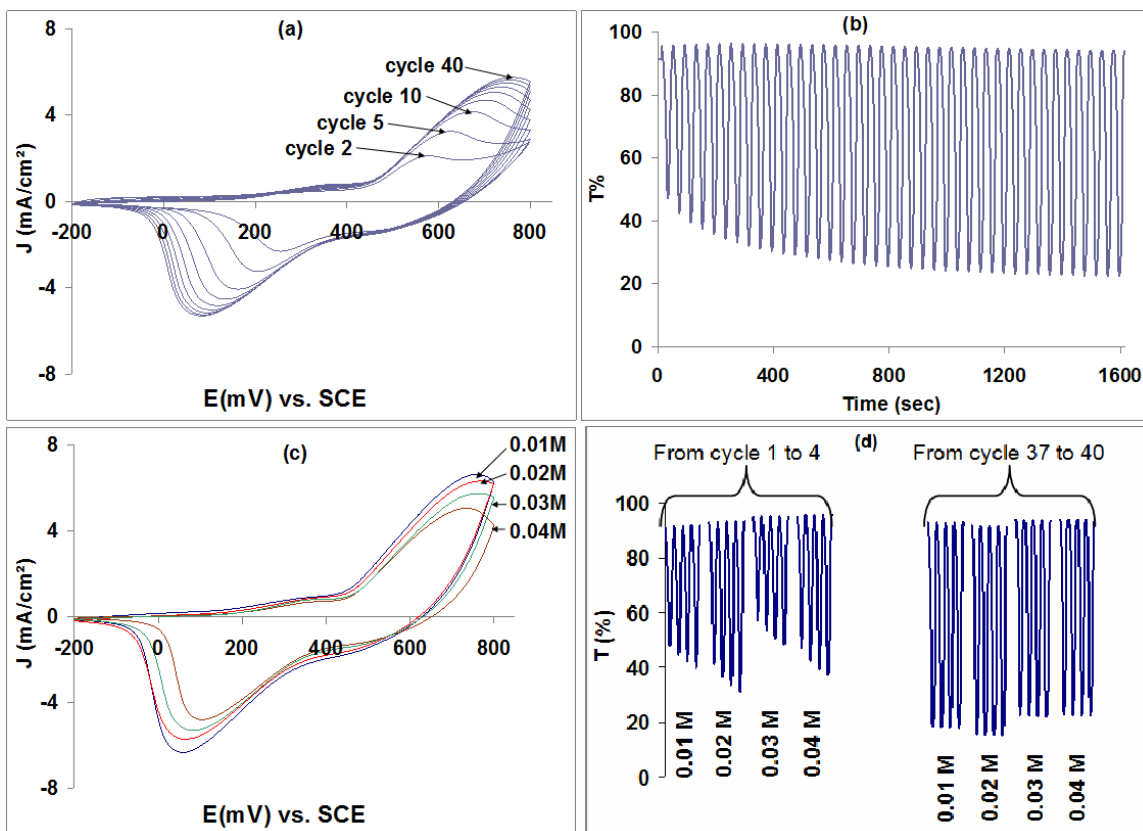 (a)
8
4
0
-4
-8
-200
0
200
400
600
800
J (mA/cm²)
E(mV) vs. SCE
cycle 40
cycle 10
cycle 5
cycle 2
(b)
100
80
60
40
20
0
0
400
800
1200
1600
T%
Time (sec)
(c)
8
4
0
-4
-8
-200
0
200
400
600
800
J (mA/cm²)
E(mV) vs. SCE
0.01M
0.02M
0.03M
0.04M
(d)
From cycle 1 to 4
From cycle 37 to 40
100
80
60
40
20
0
T (%)
0.01 M
0.02 M
0.03 M
0.04 M
0.01 M
0.02 M
0.03 M
0.04 M